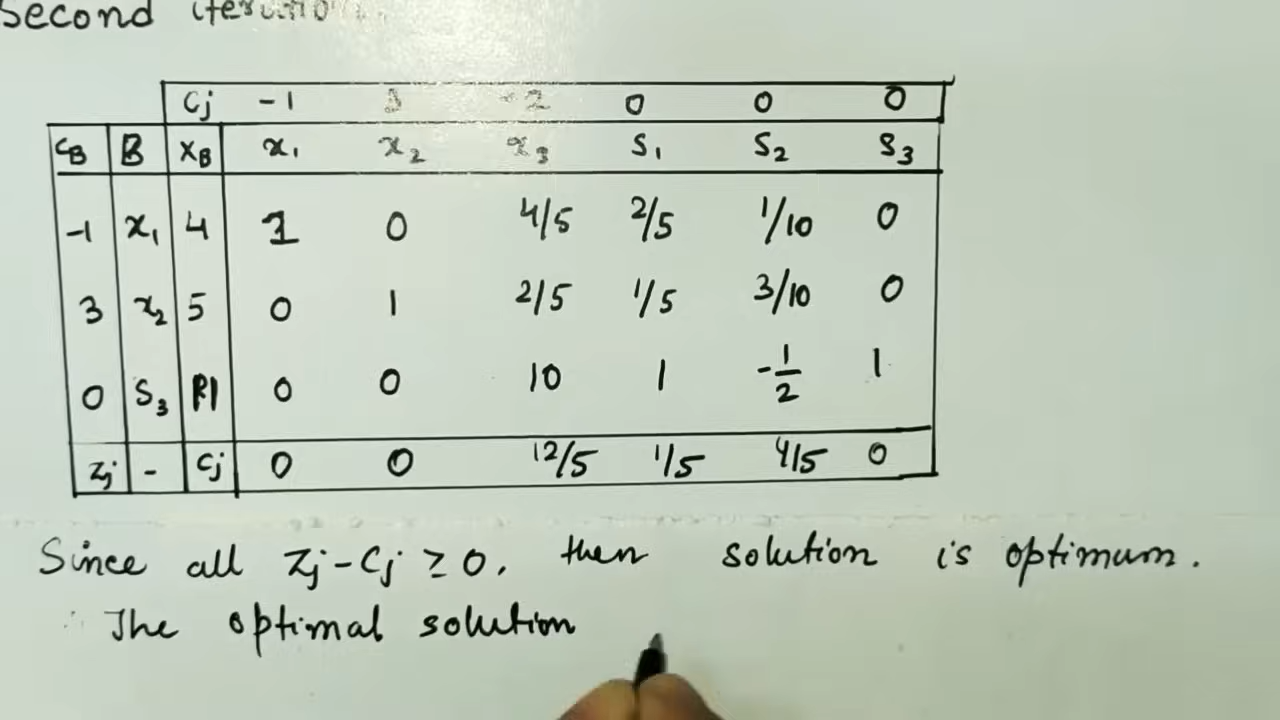 Second iteration
Cj -1 3 -2 0 0 0
CB B XB x1 x2 x3 S1 S2 S3
-1 x1 4 1 0 4/5 2/5 1/10 0
3 x2 5 0 1 2/5 1/5 3/10 0
0 S3 11 0 0 10 1 -1/2 1
Zj - Cj 0 0 12/5 1/5 4/5 0
Since all Zj-Cj ≥ 0, then solution is optimum.
∴ The optimal solution